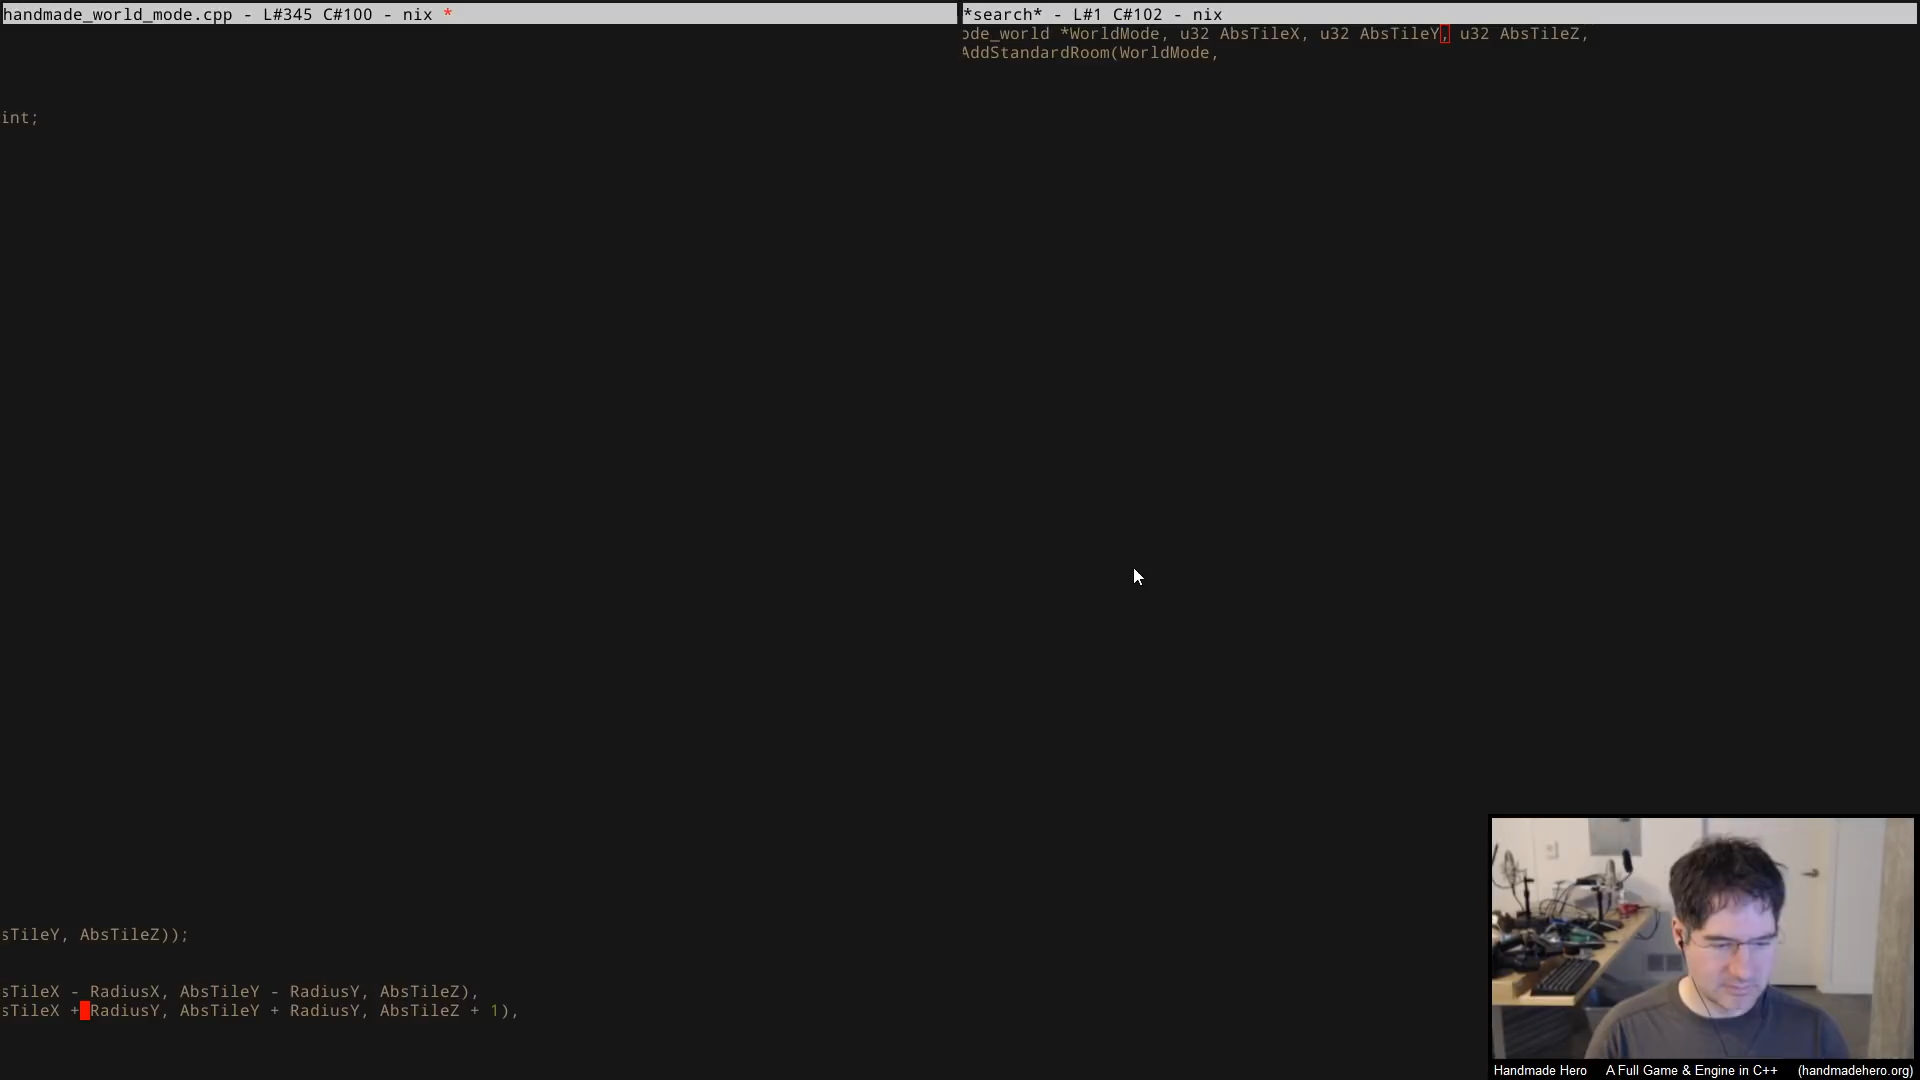 handmade_world_mode.cpp - L#345 C#100 - nix *
int;
sTileY, AbsTileZ));
sTileX - RadiusX, AbsTileY - RadiusY, AbsTileZ),
sTileX + RadiusY, AbsTileY + RadiusY, AbsTileZ + 1),
*search* - L#1 C#102 - nix
ode_world *WorldMode, u32 AbsTileX, u32 AbsTileY, u32 AbsTileZ,
AddStandardRoom(WorldMode,
Handmade Hero A Full Game & Engine in C++ (handmadehero.org)